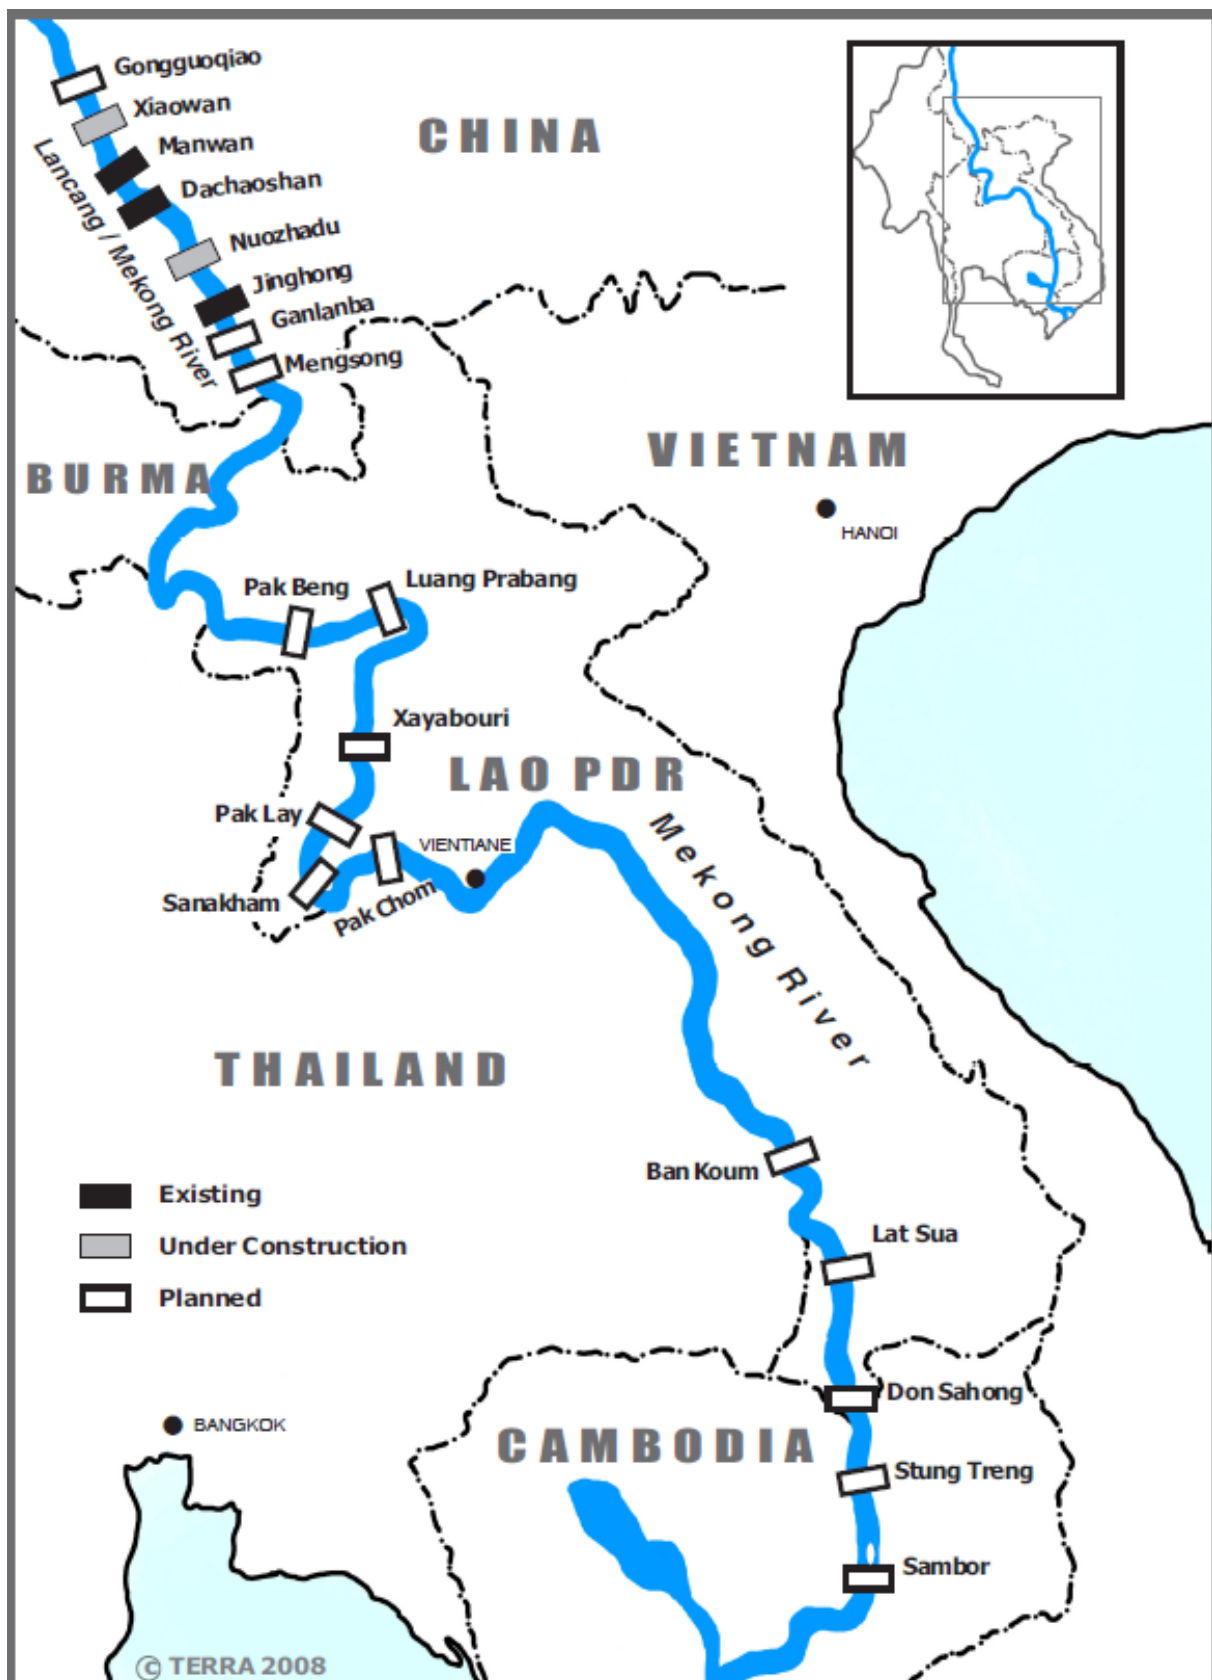 Gongguoqiao
Xiaowan
Manwan
Dachaoshan
Nuozhadu
Jinghong
Ganlanba
Mengsong
Lancang / Mekong River
CHINA
BURMA
VIETNAM
HANOI
Pak Beng
Luang Prabang
Xayabouri
LAO PDR
Pak Lay
VIENTIANE
Sanakham
Pak Chom
Mekong River
THAILAND
Ban Koum
Existing
Under Construction
Planned
Lat Sua
Don Sahong
BANGKOK
CAMBODIA
Stung Treng
Sambor
© TERRA 2008